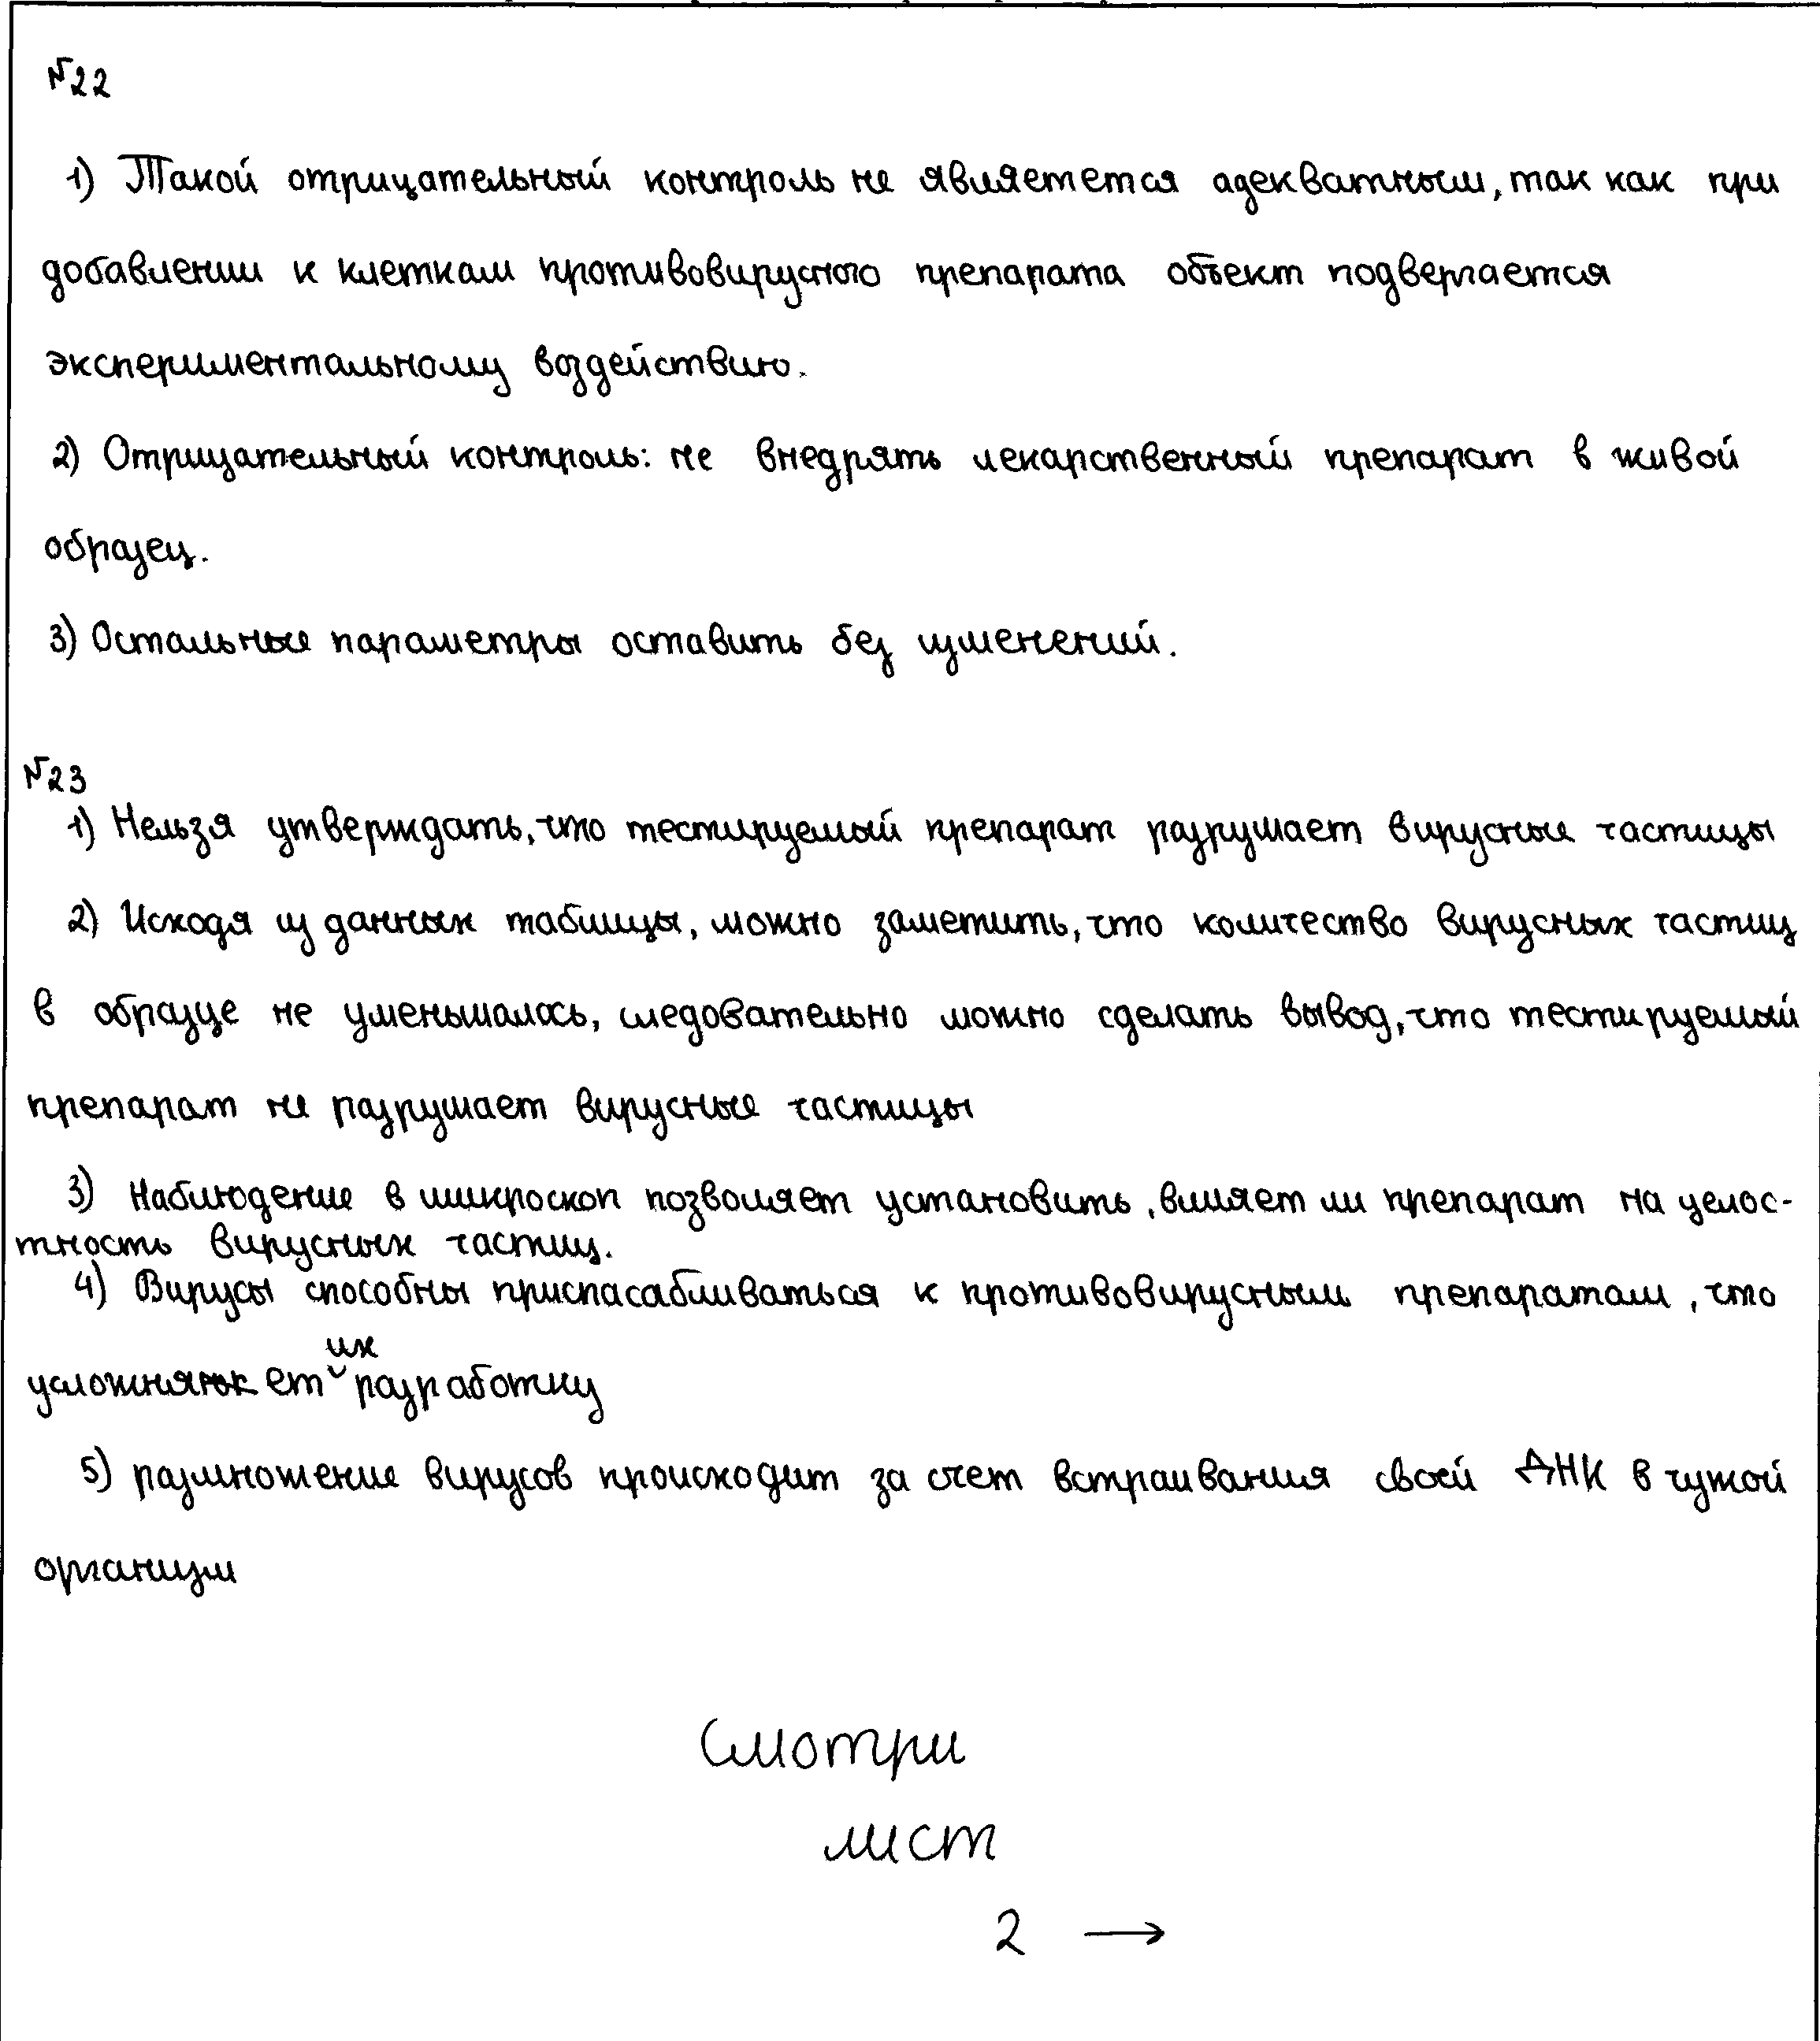 №22
1) Такой отрицательный контроль не являетется адекватным, так как при
добавлении к клеткам противовирусного препарата объект подвергается
экспериментальному воздействию.
2) Отрицательный контроль: не внедрять лекарственный препарат в живой
образец.
3) Остальные параметры оставить без изменений.
№23
1) Нельзя утверждать, что тестируемый препарат разрушает вирусные частицы
2) Исходя из данных таблицы, можно заметить, что количество вирусных частиц
в образце не уменьшалось, следовательно можно сделать вывод, что тестируемый
препарат не разрушает вирусные частицы
3) Наблюдение в микроскоп позволяет установить, влияет ли препарат на целос-
тность вирусных частиц.
4) Вирусы способны приспасабливаться к противовирусным препаратам, что
усложняет их разработку
5) размножение вирусов происходит за счет встраивания своей ДНК в чужой
организм
Смотри
лист
2 →